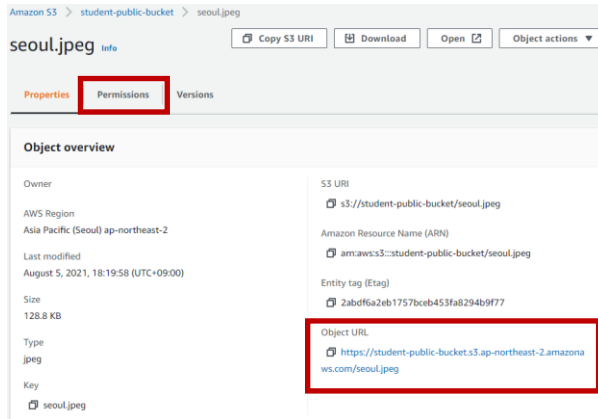 Amazon S3 > student-public-bucket > seoul.jpeg
seoul.jpeg Info
Copy S3 URI
Download
Open
Object actions ▼
Properties
Permissions
Versions
Object overview
Owner
AWS Region
Asia Pacific (Seoul) ap-northeast-2
Last modified
August 5, 2021, 18:19:58 (UTC+09:00)
Size
128.8 KB
Type
jpeg
Key
seoul.jpeg
S3 URI
s3://student-public-bucket/seoul.jpeg
Amazon Resource Name (ARN)
arn:aws:s3:::student-public-bucket/seoul.jpeg
Entity tag (Etag)
2abdf6a2eb1757bceb453fa8294b9f77
Object URL
https://student-public-bucket.s3.ap-northeast-2.amazona
ws.com/seoul.jpeg